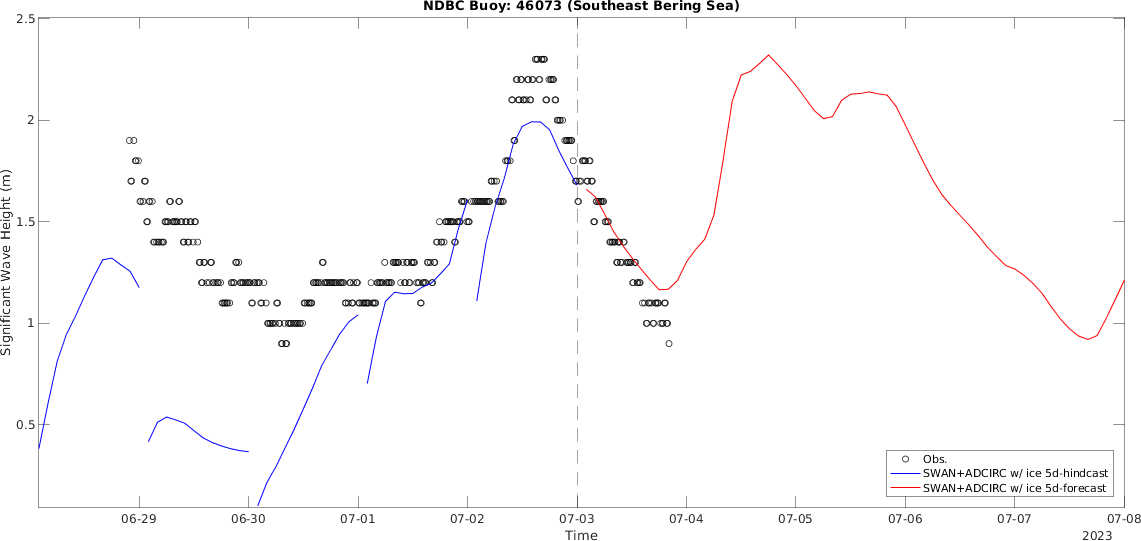 NDBC Buoy: 46073 (Southeast Bering Sea)
2.5
2
1.5
1
0.5
Significant Wave Height (m)
Obs.
SWAN+ADCIRC w/ ice 5d-hindcast
SWAN+ADCIRC w/ ice 5d-forecast
06-29 06-30 07-01 07-02 07-03 07-04 07-05 07-06 07-07 07-08
Time 2023